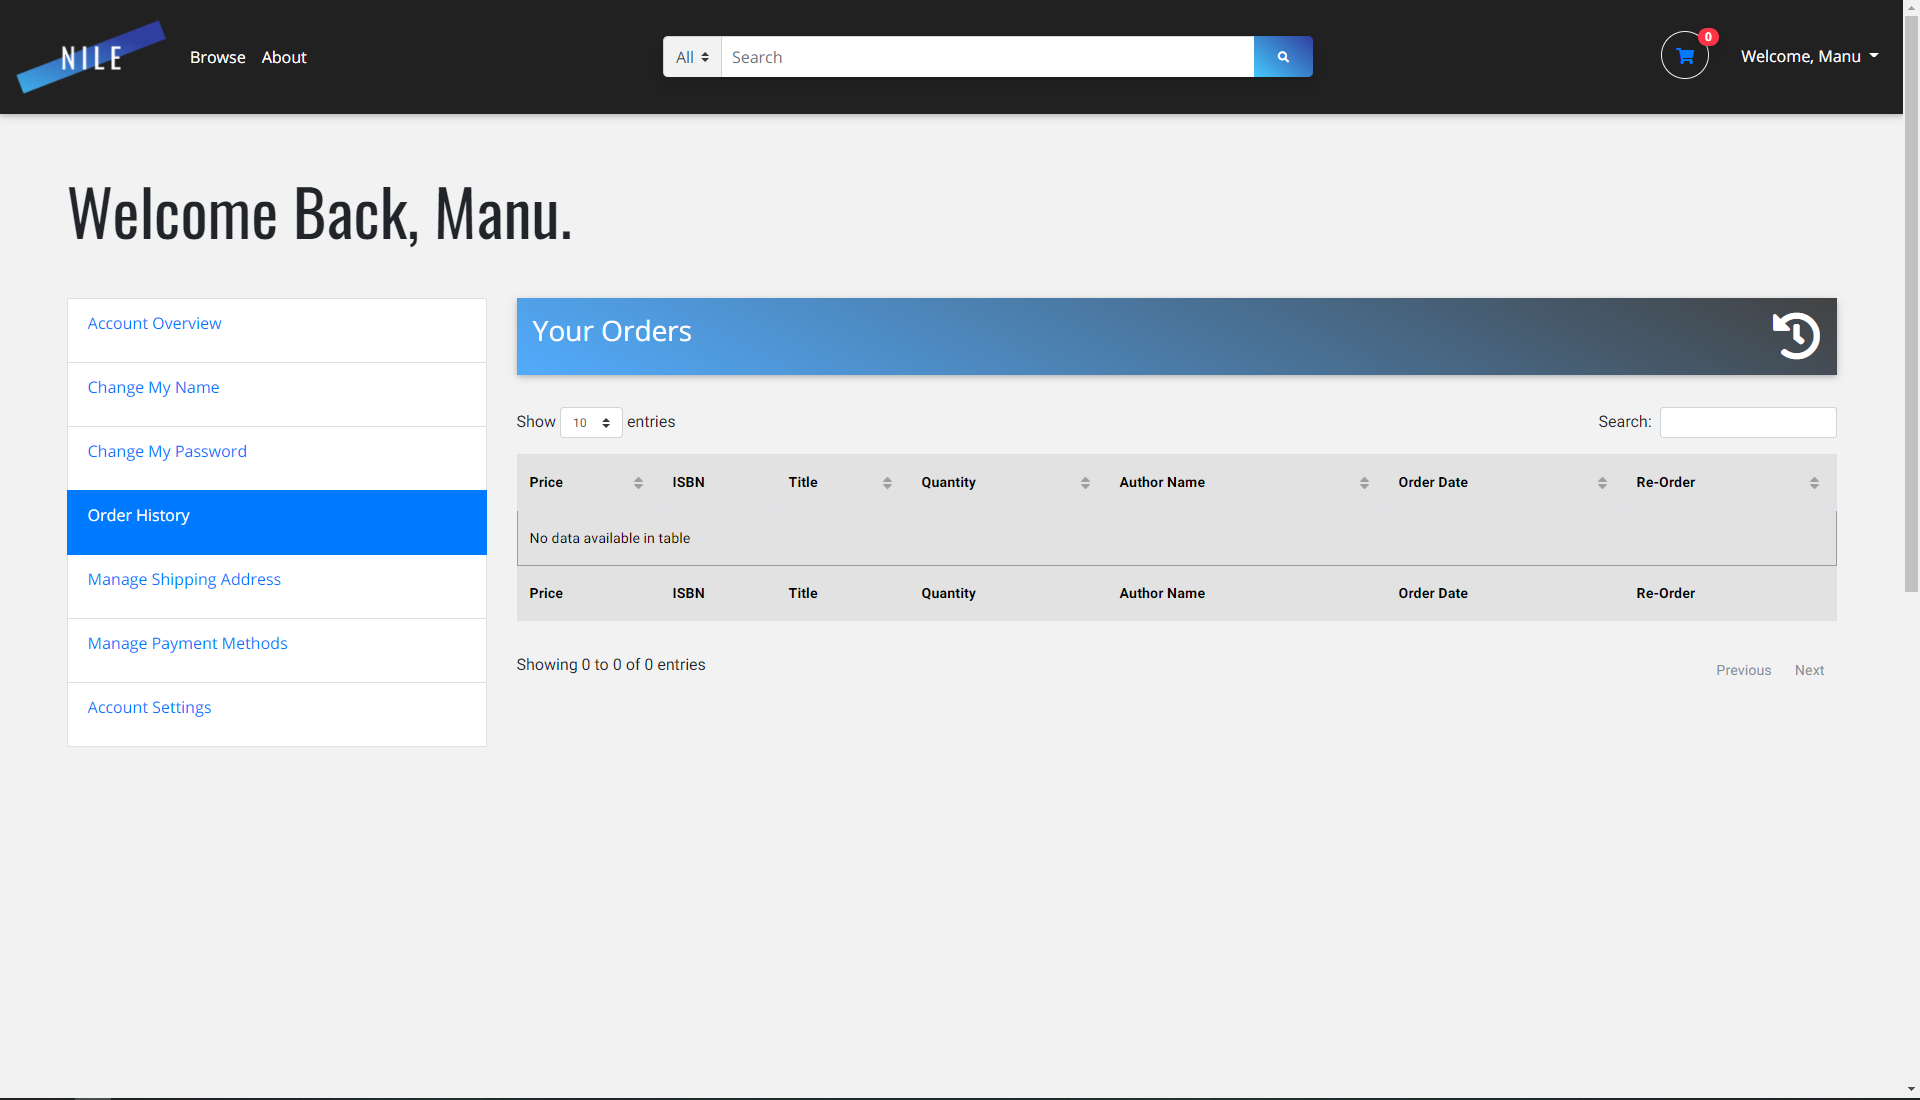 NILE
Browse About
All Search
0
Welcome, Manu
Welcome Back, Manu.
Account Overview
Change My Name
Change My Password
Order History
Manage Shipping Address
Manage Payment Methods
Account Settings
Your Orders
Show 10 entries
Search:
Price ISBN Title Quantity Author Name Order Date Re-Order
No data available in table
Price ISBN Title Quantity Author Name Order Date Re-Order
Showing 0 to 0 of 0 entries
Previous Next